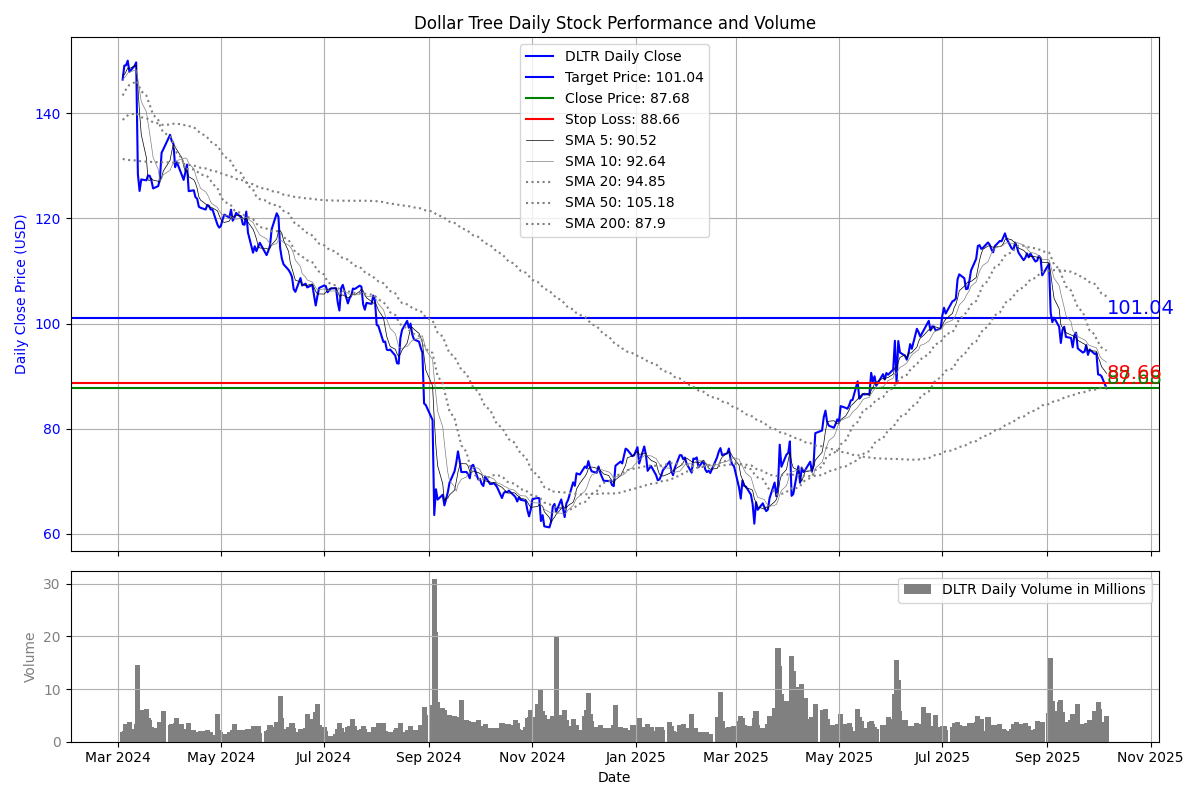 Dollar Tree Daily Stock Performance and Volume
DLTR Daily Close
Target Price: 101.04
Close Price: 87.68
Stop Loss: 88.66
SMA 5: 90.52
SMA 10: 92.64
SMA 20: 94.85
SMA 50: 105.18
SMA 200: 87.9
Daily Close Price (USD)
140
120
100
80
60
101.04
88.66
87.68
DLTR Daily Volume in Millions
Volume
30
20
10
0
Mar 2024
May 2024
Jul 2024
Sep 2024
Nov 2024
Jan 2025
Mar 2025
May 2025
Jul 2025
Sep 2025
Nov 2025
Date